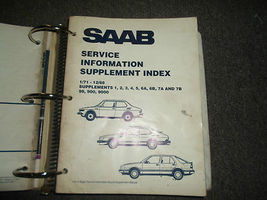 SAAB
SERVICE
INFORMATION
SUPPLEMENT INDEX
1/71 - 12/88
SUPPLEMENTS 1, 2, 3, 4, 5, 6A, 6B, 7A AND 7B
99, 900, 9000